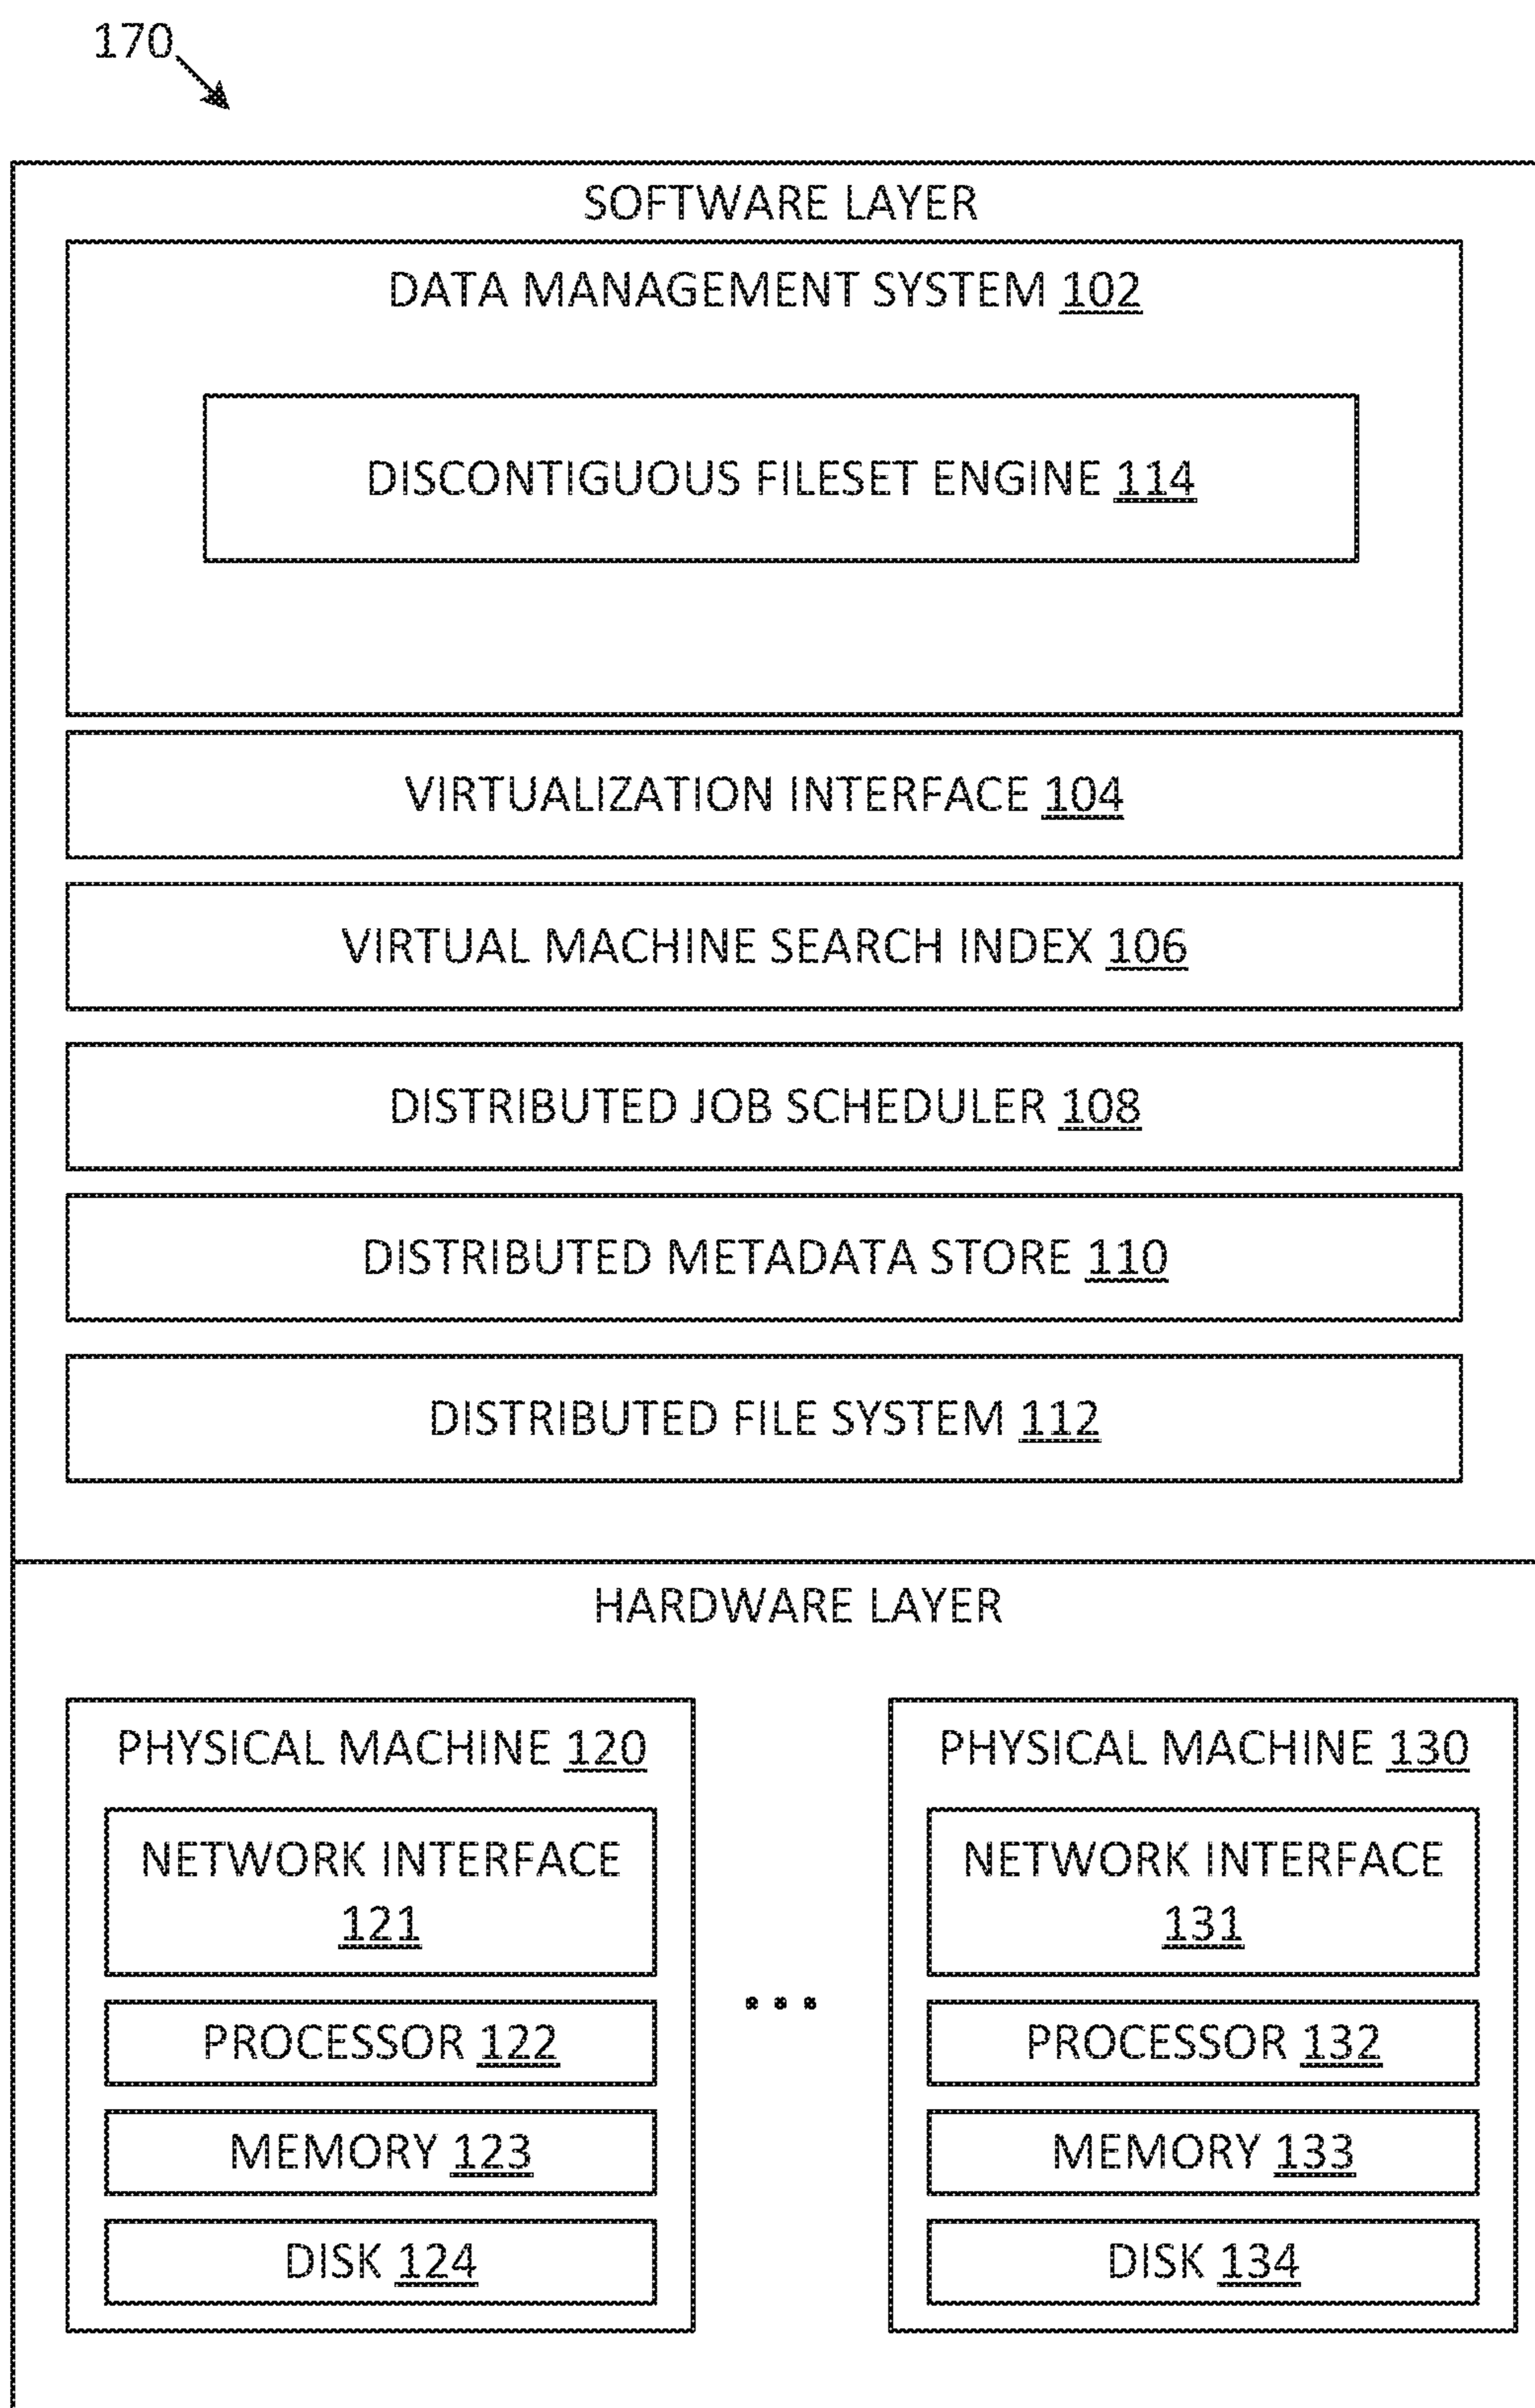 170
SOFTWARE LAYER
DATA MANAGEMENT SYSTEM 102
DISCONTIGUOUS FILESET ENGINE 114
VIRTUALIZATION INTERFACE 104
VIRTUAL MACHINE SEARCH INDEX 106
DISTRIBUTED JOB SCHEDULER 108
DISTRIBUTED METADATA STORE 110
DISTRIBUTED FILE SYSTEM 112
HARDWARE LAYER
PHYSICAL MACHINE 120
NETWORK INTERFACE
121
PROCESSOR 122
MEMORY 123
DISK 124
...
PHYSICAL MACHINE 130
NETWORK INTERFACE
131
PROCESSOR 132
MEMORY 133
DISK 134